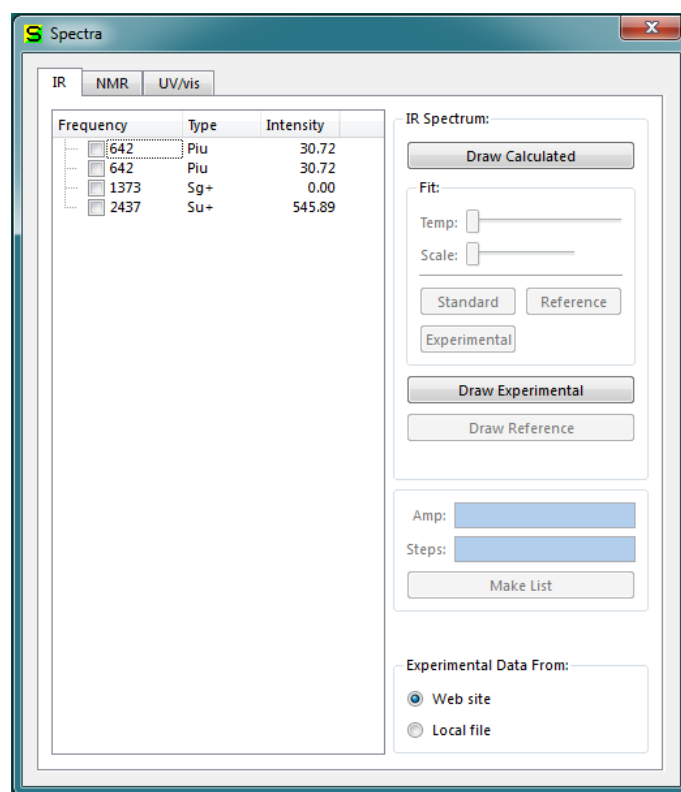 S Spectra
X
IR NMR UV/vis
Frequency Type Intensity
642 Piu 30.72
642 Piu 30.72
1373 Sg+ 0.00
2437 Su+ 545.89
IR Spectrum:
Draw Calculated
Fit:
Temp:
Scale:
Standard Reference
Experimental
Draw Experimental
Draw Reference
Amp:
Steps:
Make List
Experimental Data From:
Web site
Local file